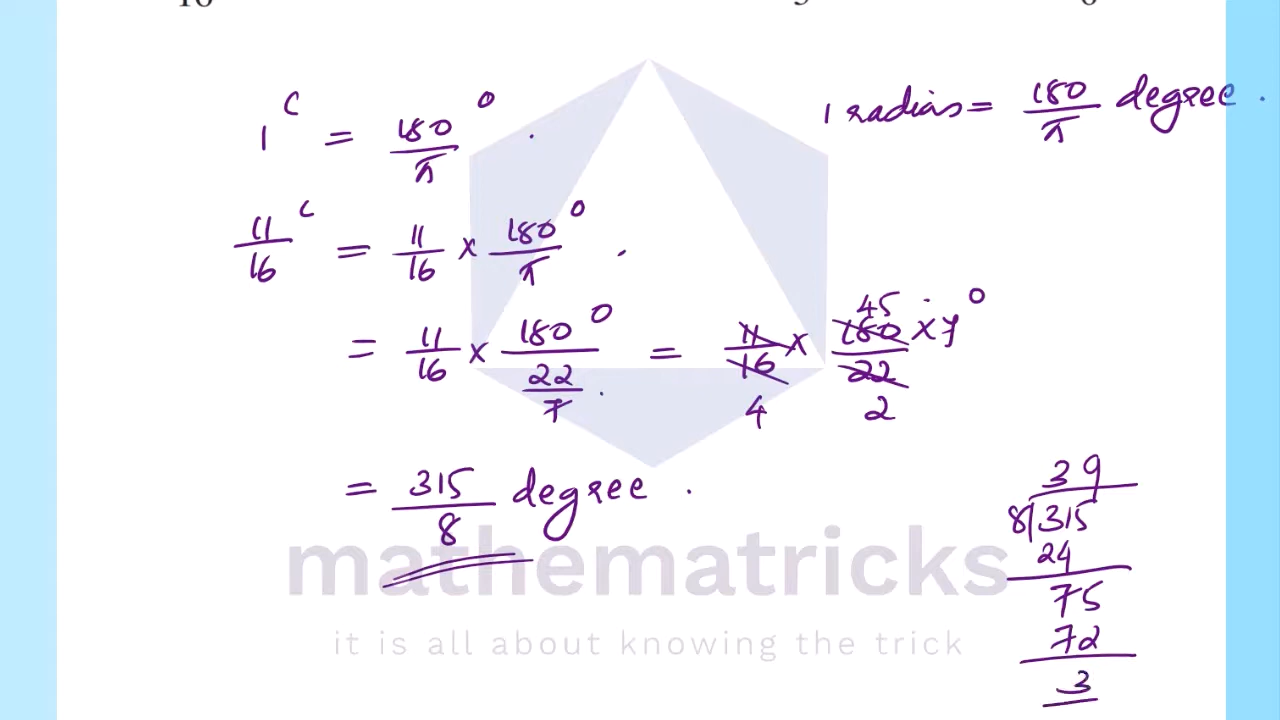 1 radian = 180/π degree.
1^c = 180°/π.
11^c/16 = 11/16 × 180°/π.
= 11/16 × 180°/(22/7). = 11/16 × 180/22 × 7°
45
4 2
= 315/8 degree.
39
8 315
24
75
72
3
mathematricks
it is all about knowing the trick